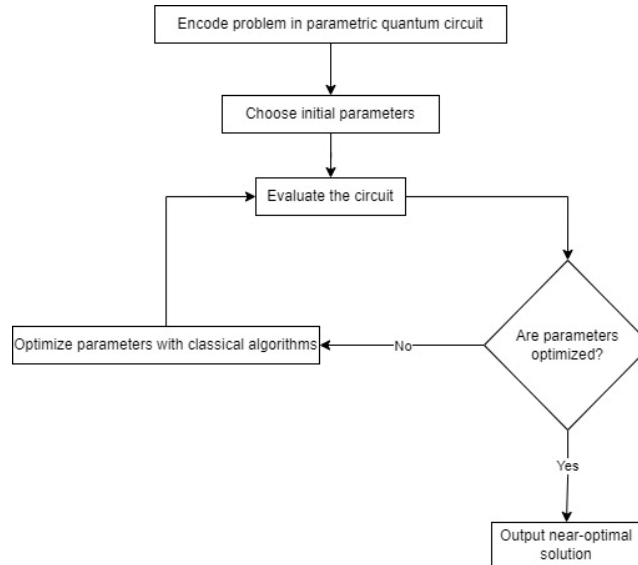 Encode problem in parametric quantum circuit
Choose initial parameters
Evaluate the circuit
Are parameters
optimized?
No
Optimize parameters with classical algorithms
Yes
Output near-optimal
solution